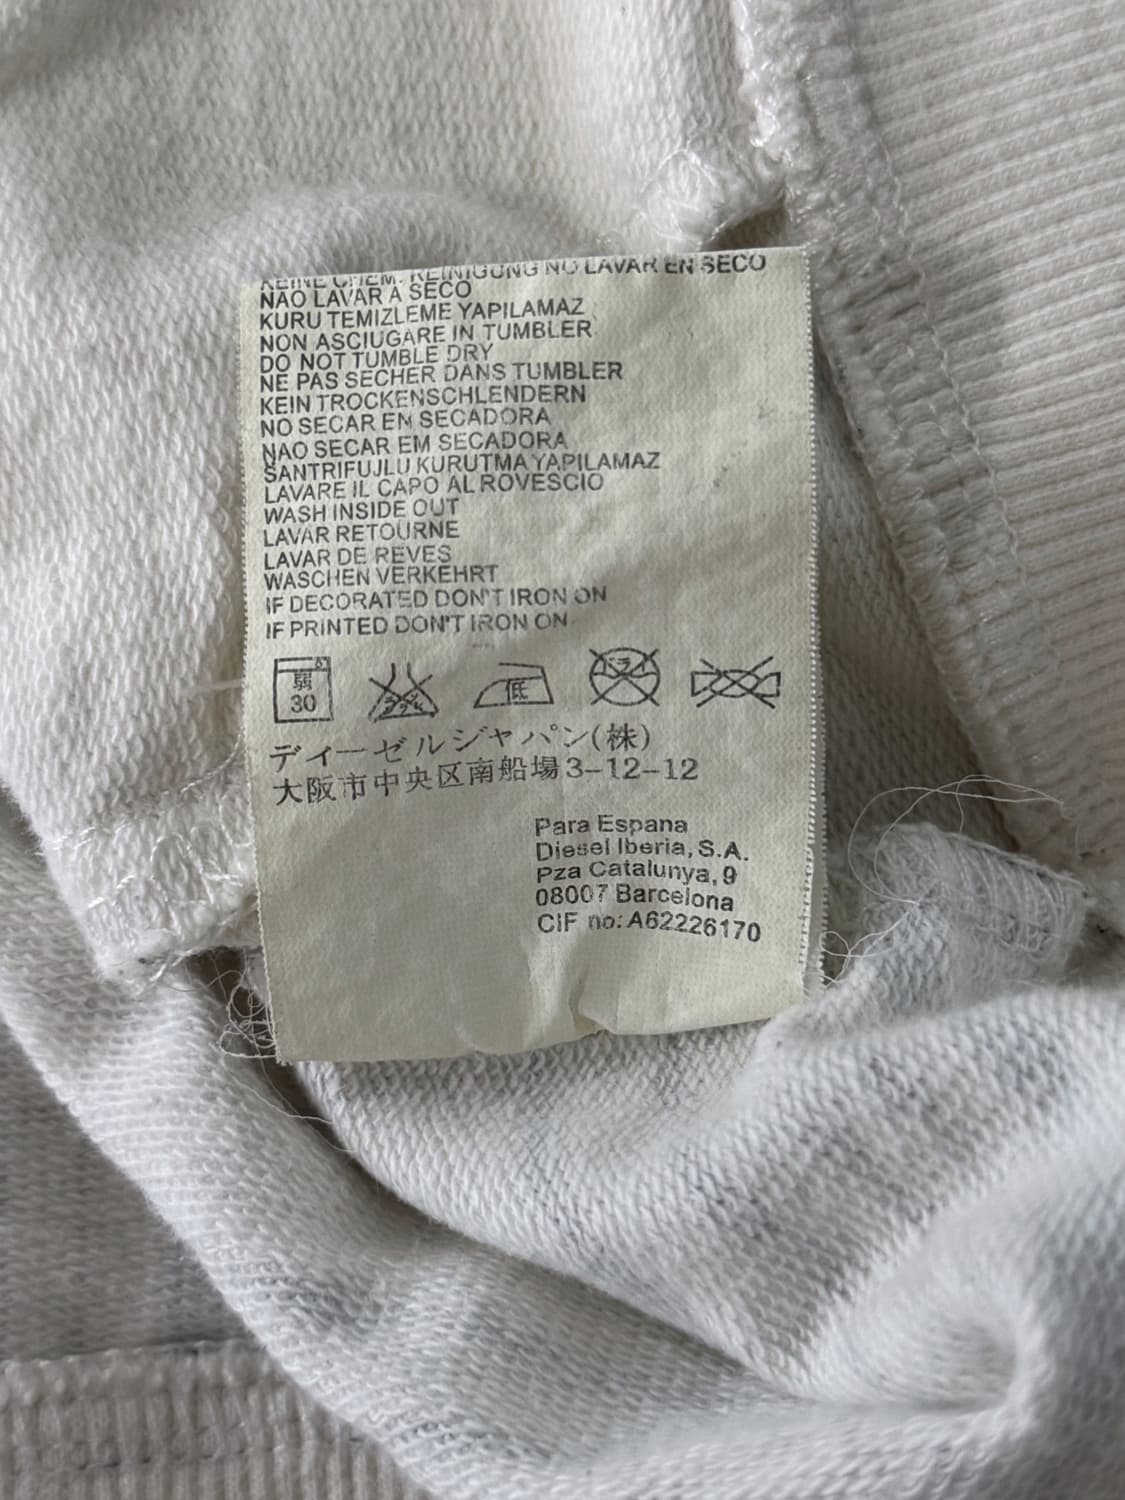 KEINE CHEM. REINIGUNG NO LAVAR EN SECO
NAO LAVAR A SECO
KURU TEMIZLEME YAPILAMAZ
NON ASCIUGARE IN TUMBLER
DO NOT TUMBLE DRY
NE PAS SECHER DANS TUMBLER
KEIN TROCKENSCHLENDERN
NO SECAR EN SECADORA
NAO SECAR EM SECADORA
SANTRIFUJLU KURUTMA YAPILAMAZ
LAVARE IL CAPO AL ROVESCIO
WASH INSIDE OUT
LAVAR RETOURNE
LAVAR DE REVES
WASCHEN VERKEHRT
IF DECORATED DON'T IRON ON
IF PRINTED DON'T IRON ON
弱 30 低 ドライ
ディーゼルジャパン(株)
大阪市中央区南船場3-12-12
Para Espana
Diesel Iberia, S.A.
Pza Catalunya, 9
08007 Barcelona
CIF no: A62226170